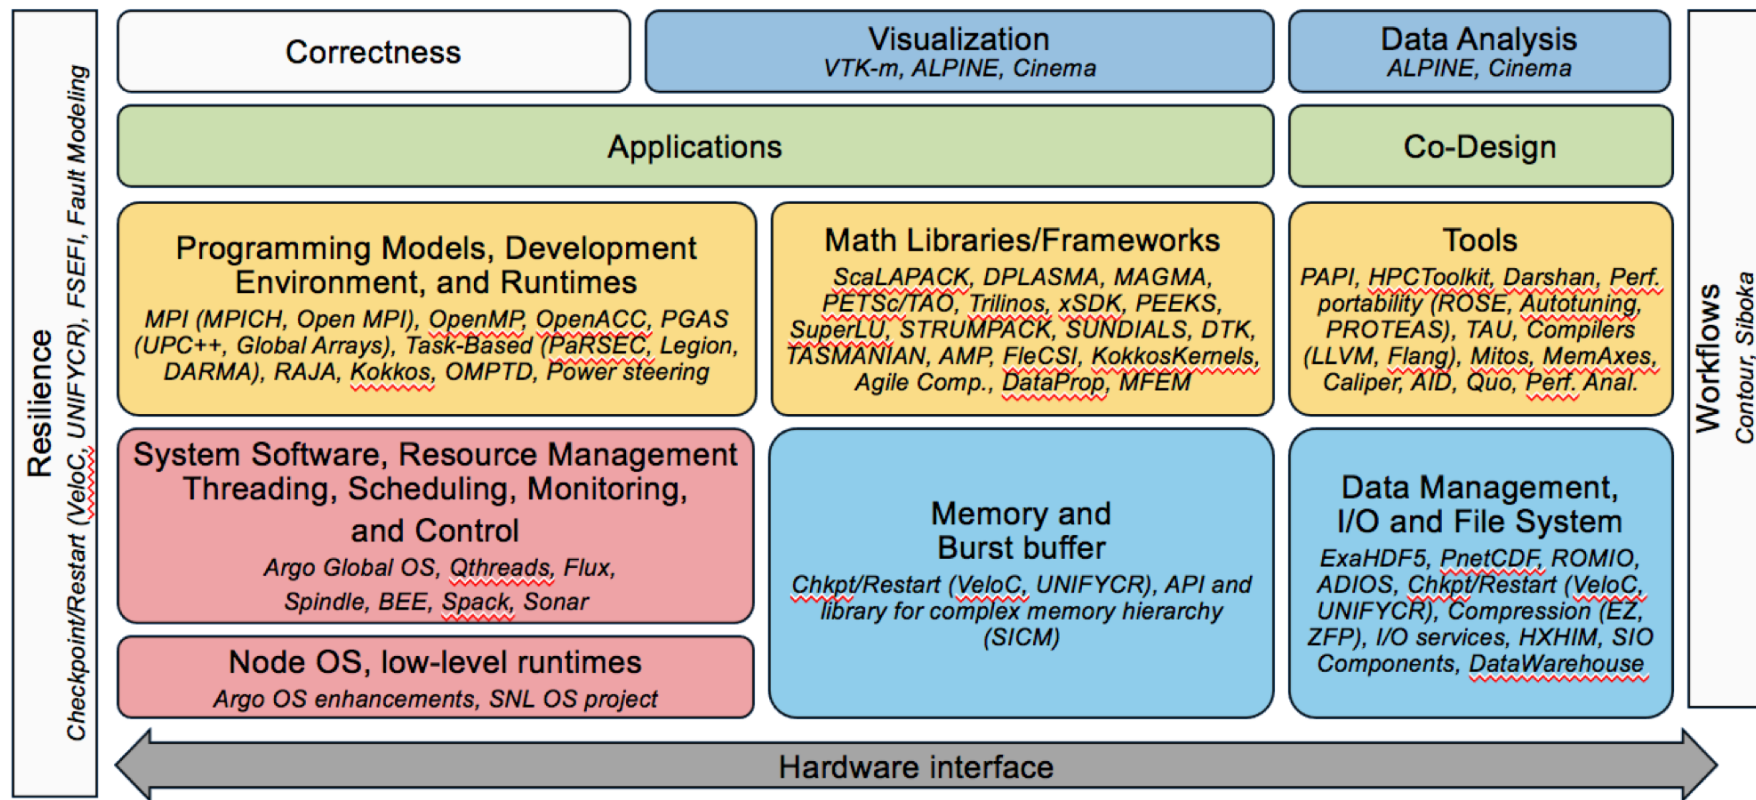 Resilience
Checkpoint/Restart (VeloC, UNIFYCR), FSEFI, Fault Modeling
Correctness
Visualization
VTK-m, ALPINE, Cinema
Data Analysis
ALPINE, Cinema
Applications
Co-Design
Programming Models, Development
Environment, and Runtimes
MPI (MPICH, Open MPI), OpenMP, OpenACC, PGAS
(UPC++, Global Arrays), Task-Based (PaRSEC, Legion,
DARMA), RAJA, Kokkos, OMPTD, Power steering
Math Libraries/Frameworks
ScaLAPACK, DPLASMA, MAGMA,
PETSc/TAO, Trilinos, xSDK, PEEKS,
SuperLU, STRUMPACK, SUNDIALS, DTK,
TASMANIAN, AMP, FleCSI, KokkosKernels,
Agile Comp., DataProp, MFEM
Tools
PAPI, HPCToolkit, Darshan, Perf.
portability (ROSE, Autotuning,
PROTEAS), TAU, Compilers
(LLVM, Flang), Mitos, MemAxes,
Caliper, AID, Quo, Perf. Anal.
System Software, Resource Management
Threading, Scheduling, Monitoring,
and Control
Argo Global OS, Qthreads, Flux,
Spindle, BEE, Spack, Sonar
Node OS, low-level runtimes
Argo OS enhancements, SNL OS project
Memory and
Burst buffer
Chkpt/Restart (VeloC, UNIFYCR), API and
library for complex memory hierarchy
(SICM)
Data Management,
I/O and File System
ExaHDF5, PnetCDF, ROMIO,
ADIOS, Chkpt/Restart (VeloC,
UNIFYCR), Compression (EZ,
ZFP), I/O services, HXHIM, SIO
Components, DataWarehouse
Workflows
Contour, Siboka
Hardware interface